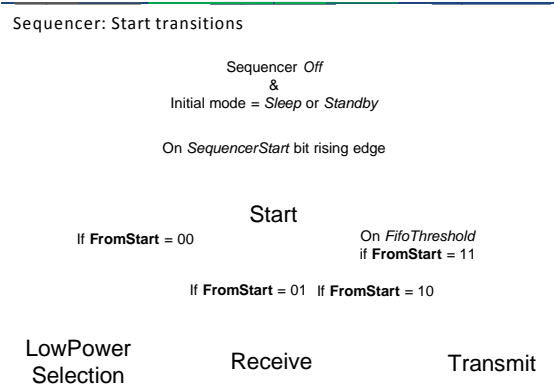 Sequencer: Start transitions
Sequencer Off
&
Initial mode = Sleep or Standby
On SequencerStart bit rising edge
Start
If FromStart = 00
On FifoThreshold
if FromStart = 11
If FromStart = 01 If FromStart = 10
LowPower
Selection
Receive
Transmit